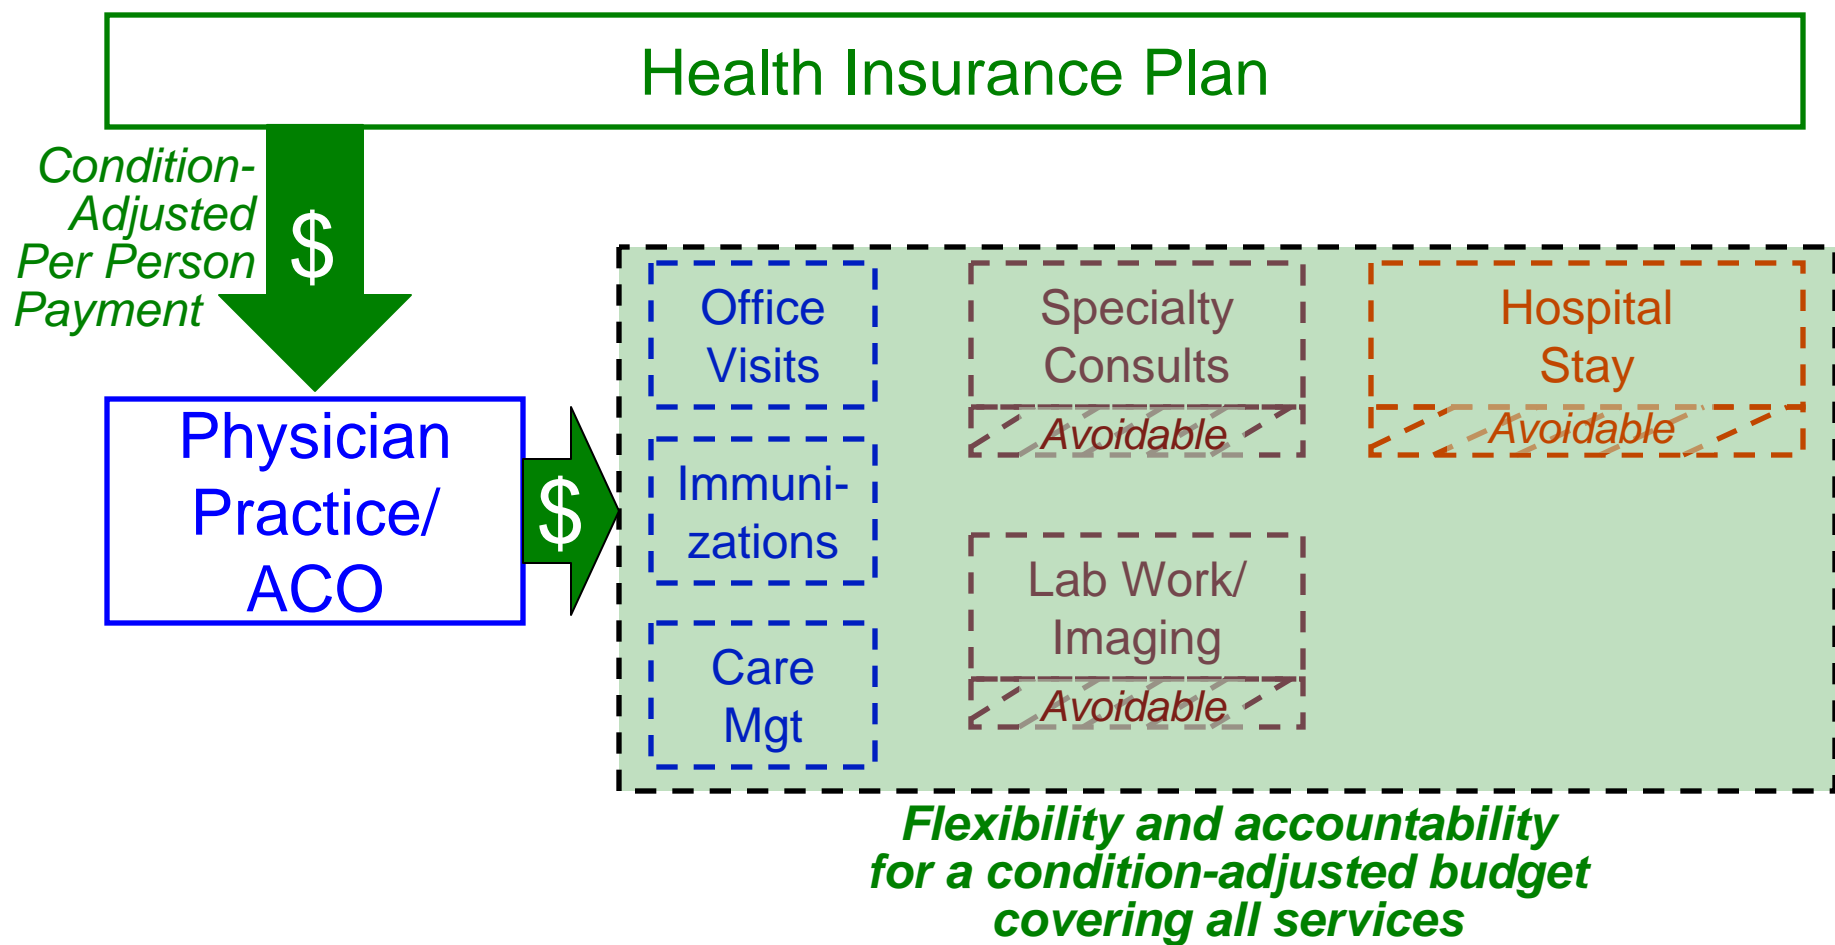 Health Insurance Plan
Condition-
Adjusted
Per Person
Payment
$
Physician
Practice/
ACO
$
Office
Visits
Immuni-
zations
Care
Mgt
Specialty
Consults
Avoidable
Lab Work/
Imaging
Avoidable
Hospital
Stay
Avoidable
Flexibility and accountability
for a condition-adjusted budget
covering all services